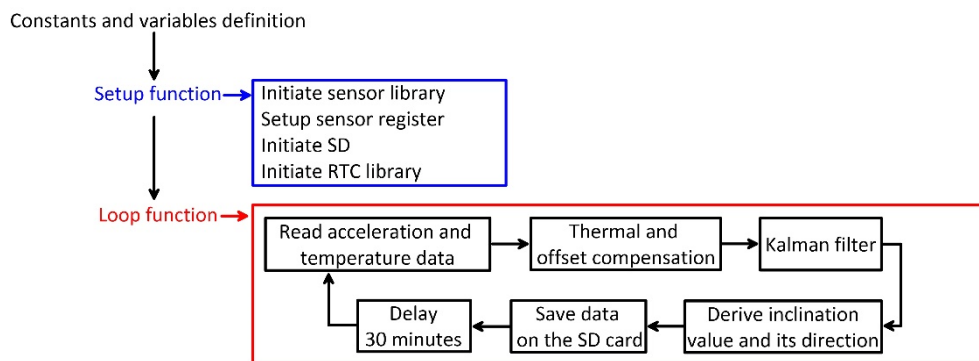 Constants and variables definition
Setup function
Initiate sensor library
Setup sensor register
Initiate SD
Initiate RTC library
Loop function
Read acceleration and
temperature data
Thermal and
offset compensation
Kalman filter
Derive inclination
value and its direction
Save data
on the SD card
Delay
30 minutes